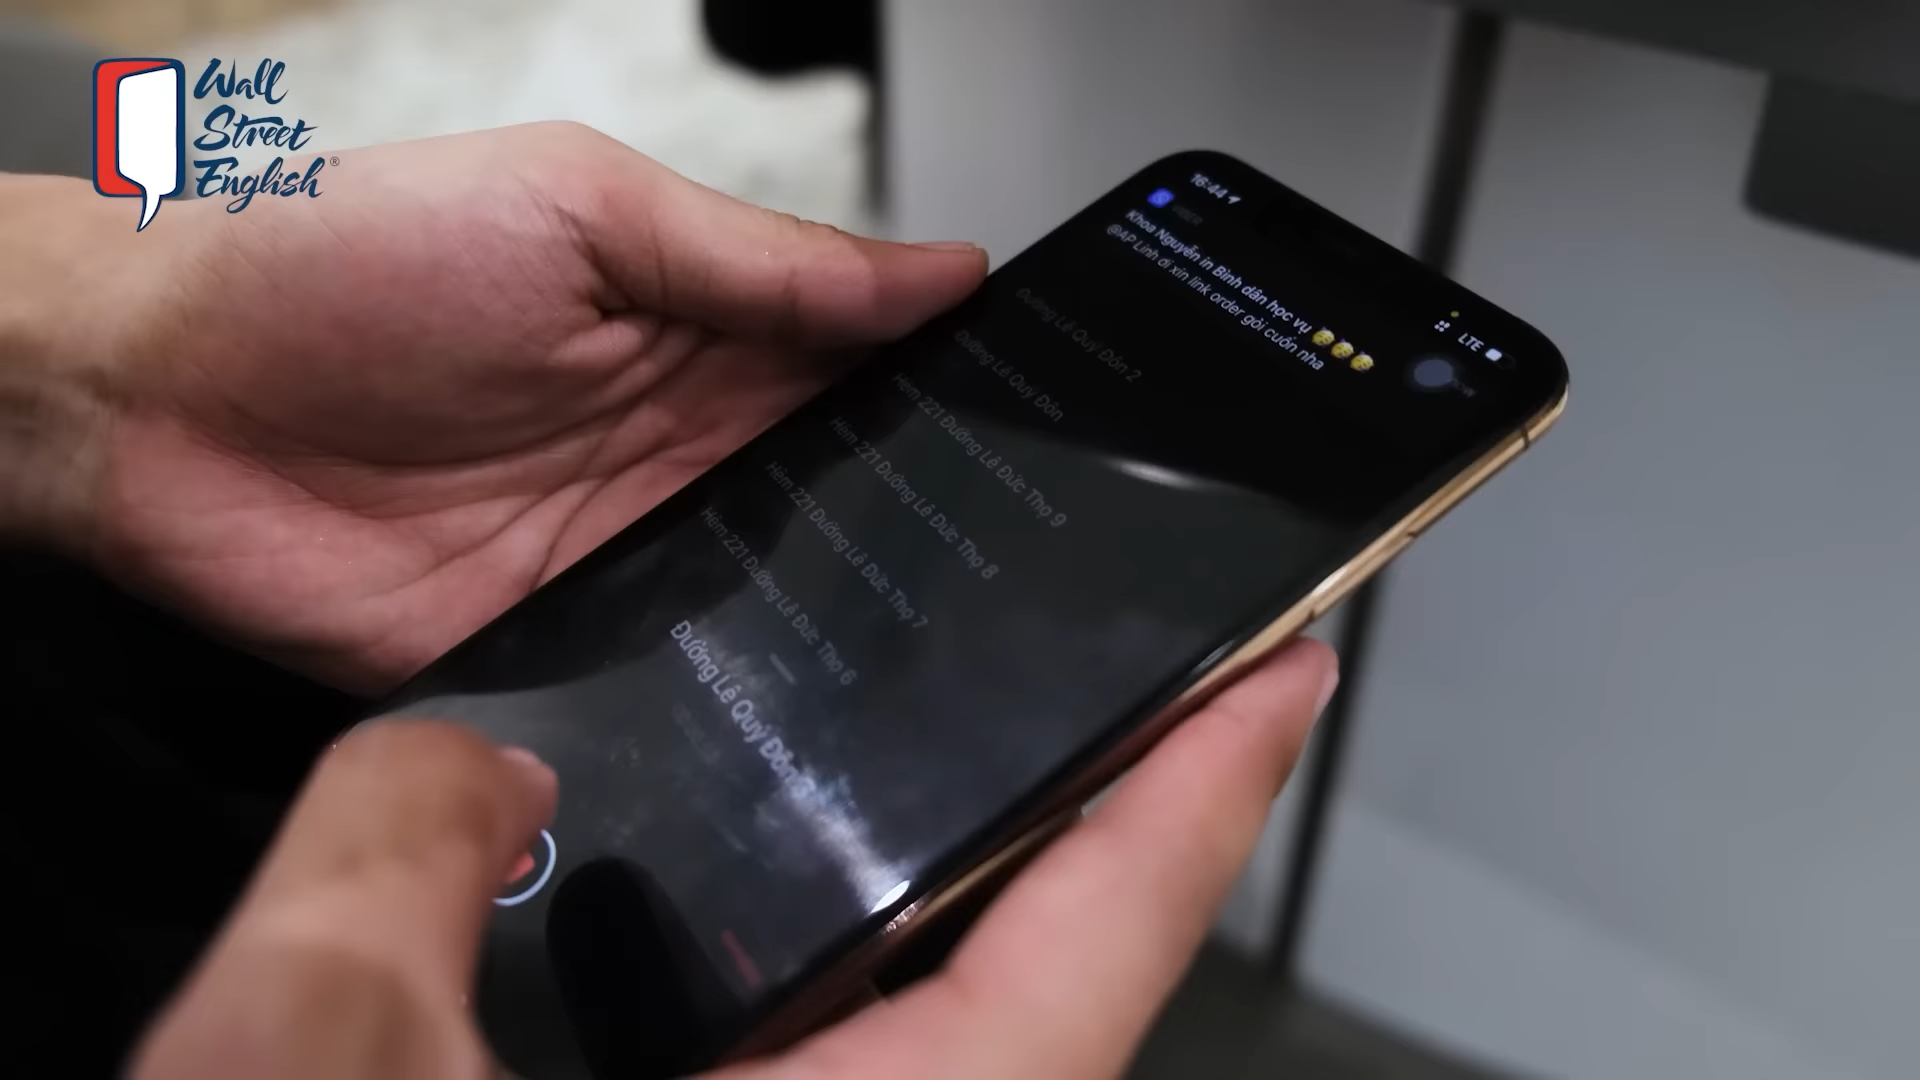 Wall
Street
English®
16:44
VIBER
Khoa Nguyễn in Bình dân học vụ 🥳🥳🥳
@AP Linh đi xin link order gỏi cuốn nha
LTE
Đường Lê Quý Đôn 2
Đường Lê Quý Đôn
Hẻm 221 Đường Lê Đức Thọ 9
Hẻm 221 Đường Lê Đức Thọ 8
Hẻm 221 Đường Lê Đức Thọ 7
Hẻm 221 Đường Lê Đức Thọ 6
Đường Lê Quý Đôn